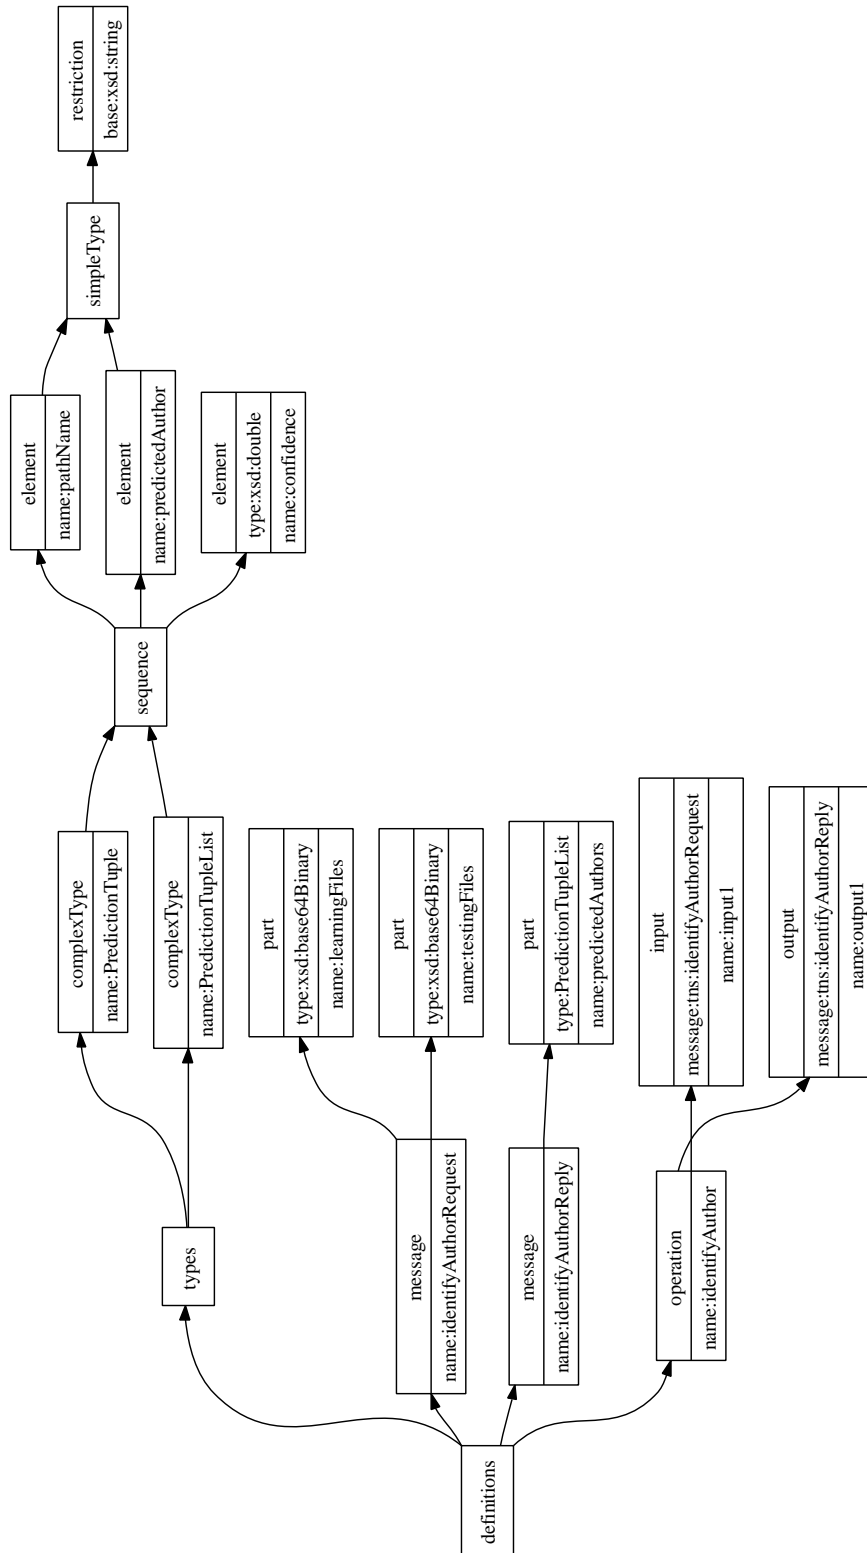 definitions
types
message
name:identifyAuthorRequest
message
name:identifyAuthorReply
operation
name:identifyAuthor
complexType
name:PredictionTuple
complexType
name:PredictionTupleList
part
type:xsd:base64Binary
name:learningFiles
part
type:xsd:base64Binary
name:testingFiles
part
type:PredictionTupleList
name:predictedAuthors
input
message:tns:identifyAuthorRequest
name:input1
output
message:tns:identifyAuthorReply
name:output1
sequence
element
name:pathName
element
name:predictedAuthor
element
type:xsd:double
name:confidence
simpleType
restriction
base:xsd:string